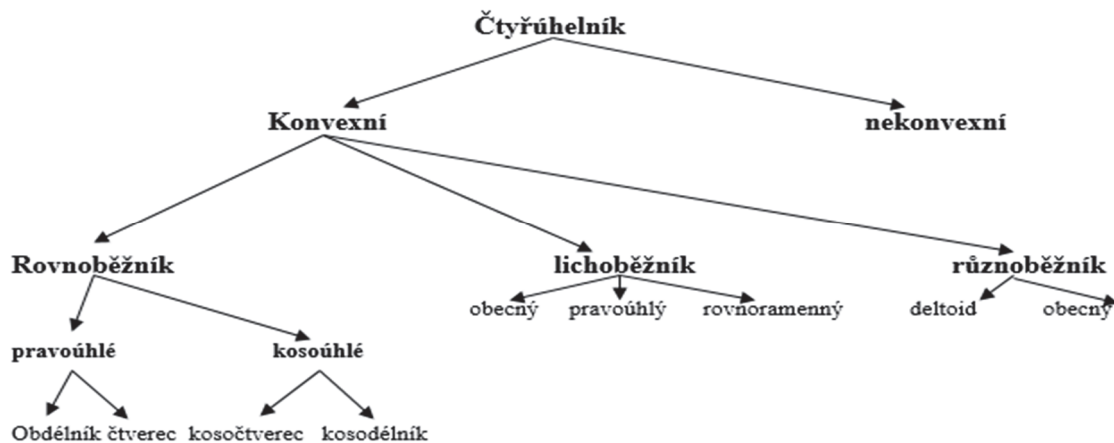 Čtyřúhelník
Konvexní nekonvexní
Rovnoběžník lichoběžník různoběžník
obecný pravoúhlý rovnoramenný deltoid obecný
pravoúhlé kosoúhlé
Obdélník čtverec kosočtverec kosodélník